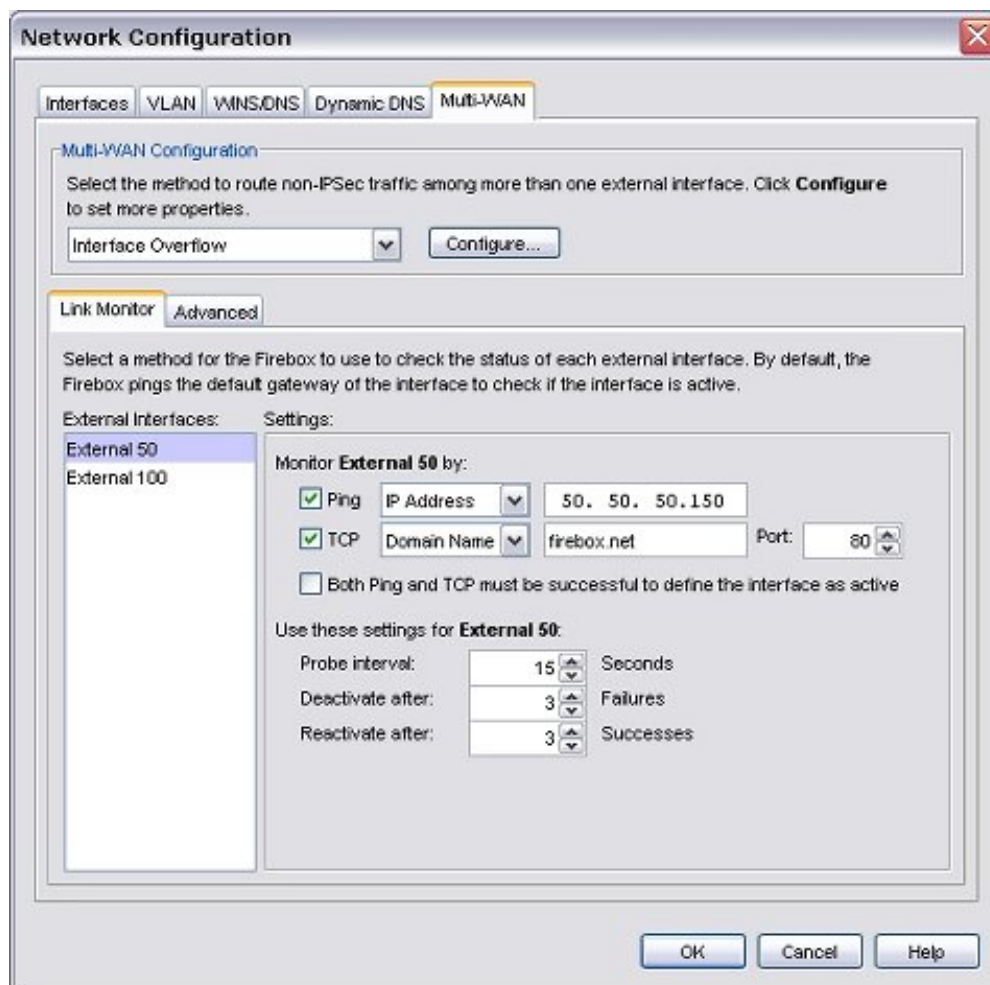 Network Configuration
Interfaces VLAN WINS/DNS Dynamic DNS Multi-WAN
Multi-WAN Configuration
Select the method to route non-IPSec traffic among more than one external interface. Click Configure
to set more properties.
Interface Overflow Configure...
Link Monitor Advanced
Select a method for the Firebox to use to check the status of each external interface. By default, the
Firebox pings the default gateway of the interface to check if the interface is active.
External Interfaces: Settings:
External 50
External 100
Monitor External 50 by:
Ping IP Address 50. 50. 50.150
TCP Domain Name firebox.net Port: 80
Both Ping and TCP must be successful to define the interface as active
Use these settings for External 50:
Probe interval: 15 Seconds
Deactivate after: 3 Failures
Reactivate after: 3 Successes
OK Cancel Help